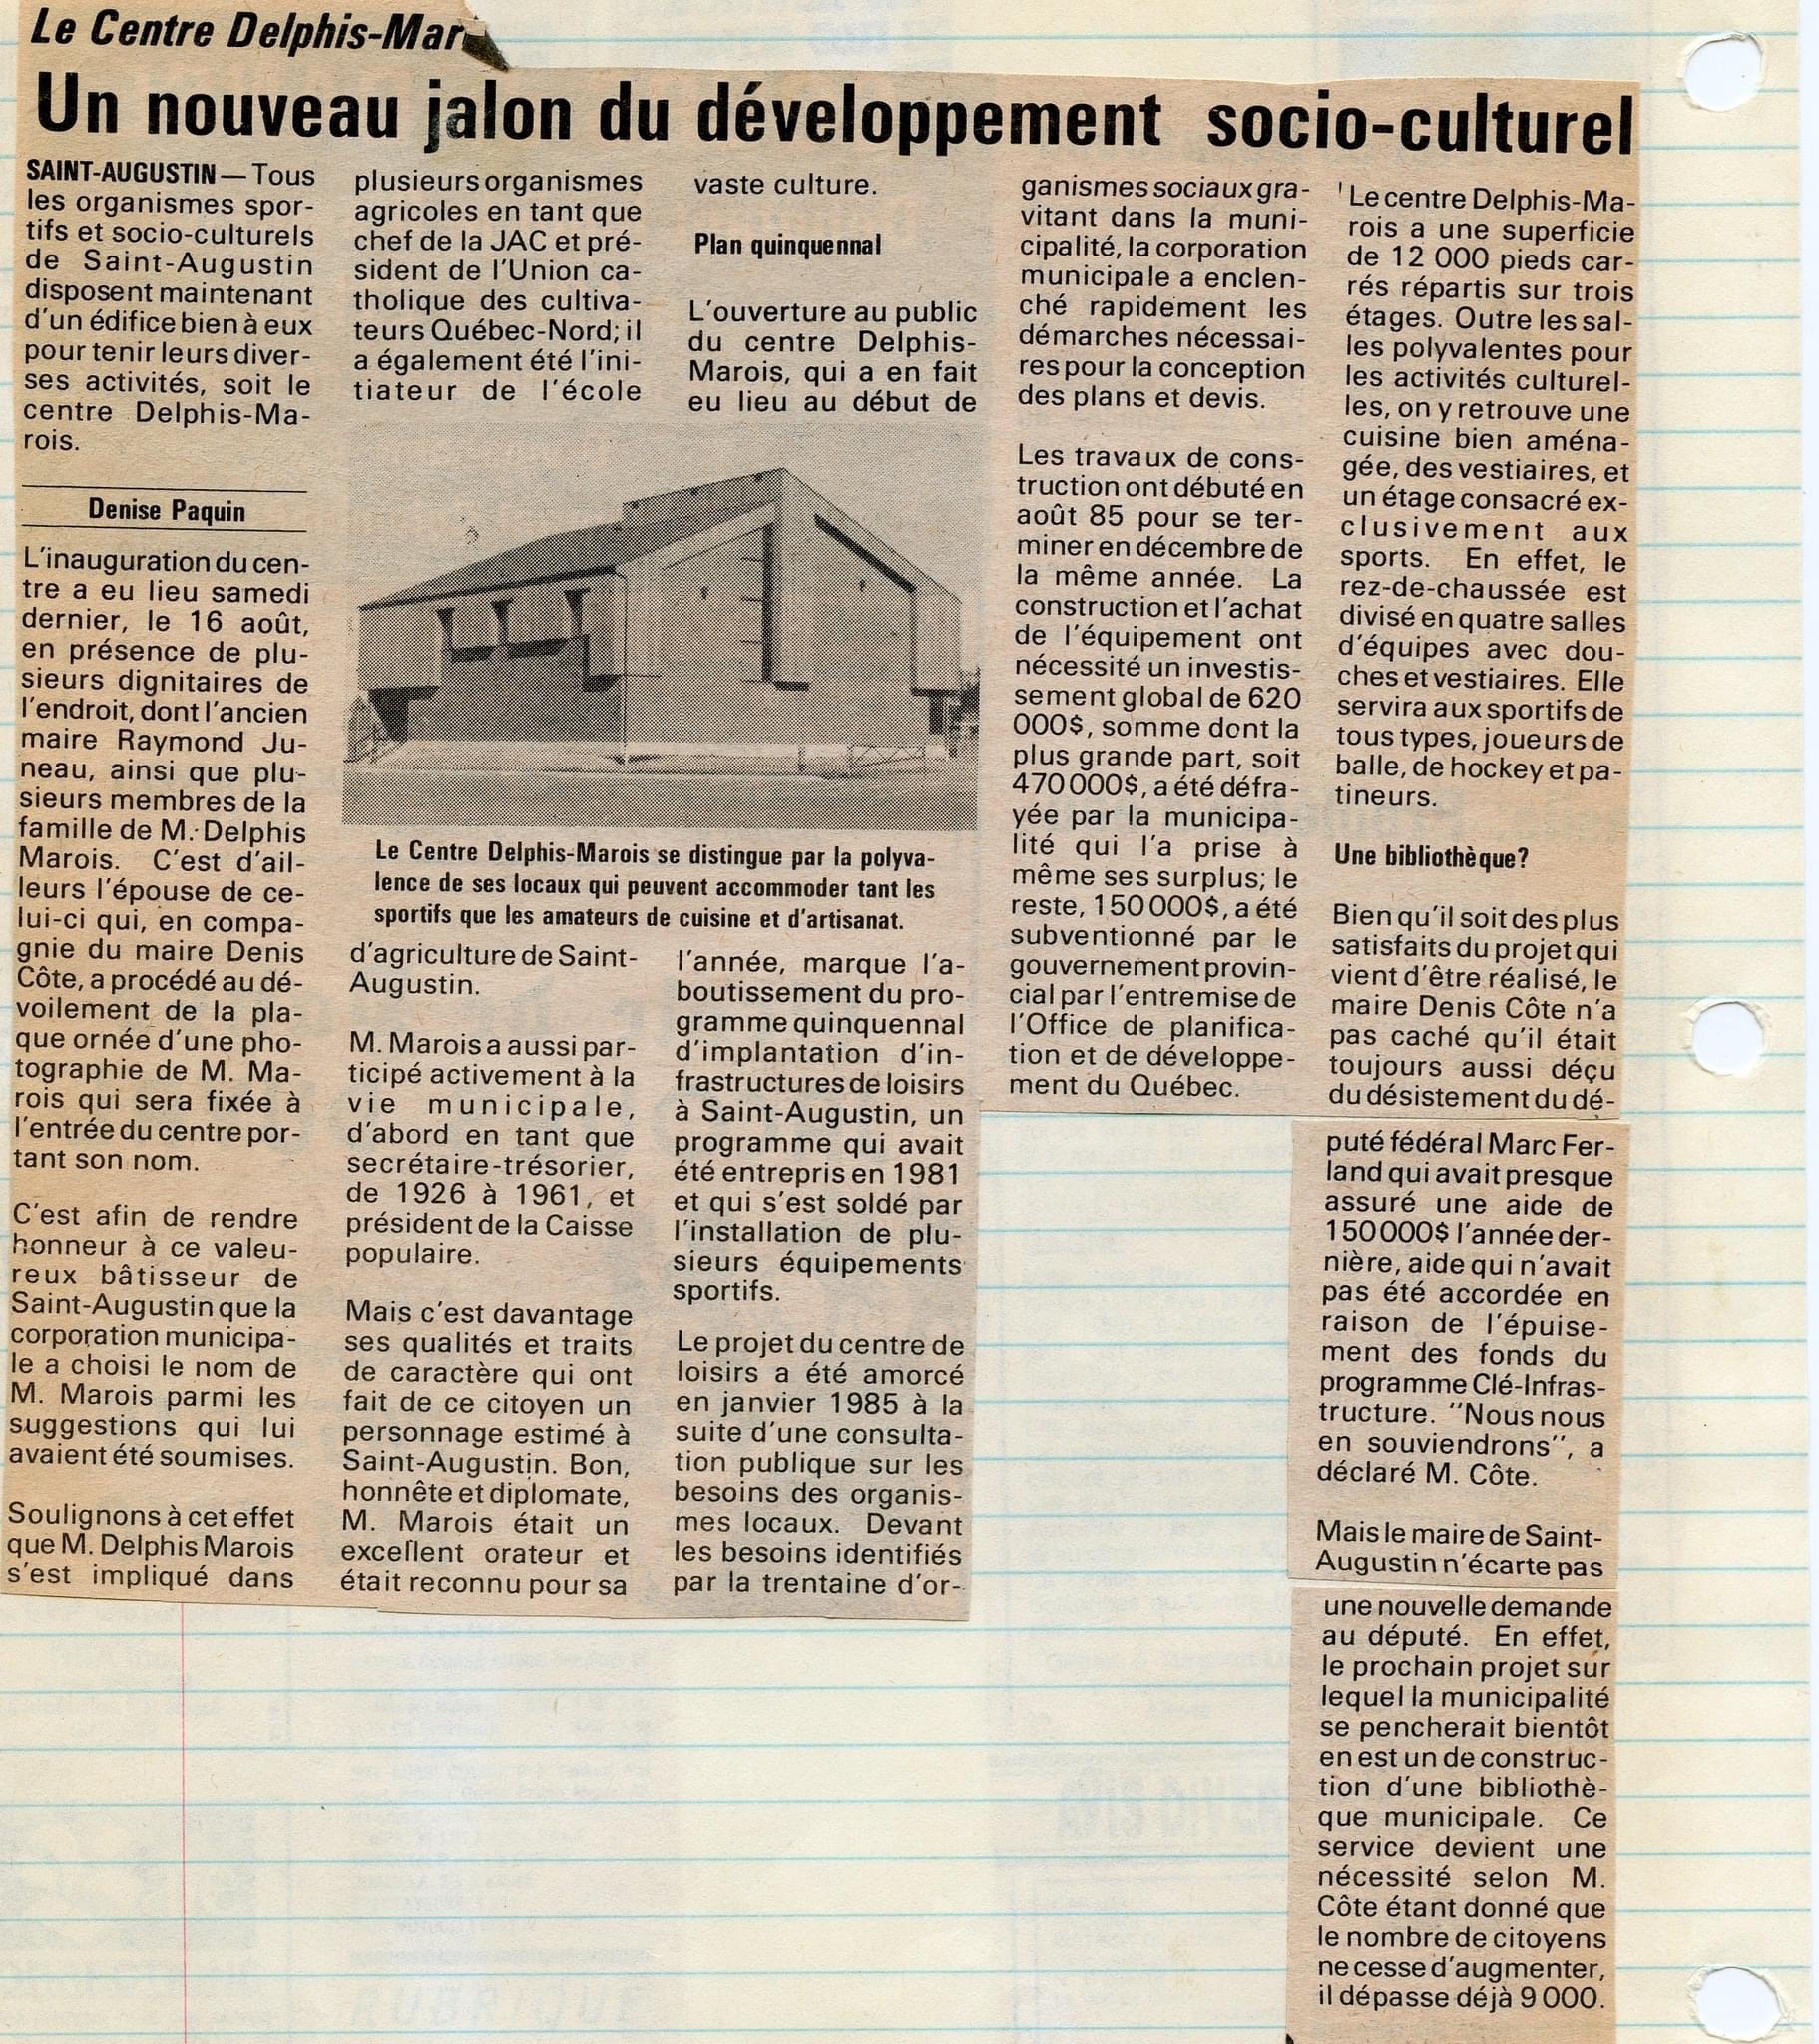 Le Centre Delphis-Mar
Un nouveau jalon du développement socio-culturel
SAINT-AUGUSTIN — Tous
les organismes spor-
tifs et socio-culturels
de Saint-Augustin
disposent maintenant
d'un édifice bien à eux
pour tenir leurs diver-
ses activités, soit le
centre Delphis-Ma-
rois.
Denise Paquin
L'inauguration du cen-
tre a eu lieu samedi
dernier, le 16 août,
en présence de plu-
sieurs dignitaires de
l'endroit, dont l'ancien
maire Raymond Ju-
neau, ainsi que plu-
sieurs membres de la
famille de M. Delphis
Marois. C'est d'ail-
leurs l'épouse de ce-
lui-ci qui, en compa-
gnie du maire Denis
Côte, a procédé au dé-
voilement de la pla-
que ornée d'une pho-
tographie de M. Ma-
rois qui sera fixée à
l'entrée du centre por-
tant son nom.
C'est afin de rendre
honneur à ce valeu-
reux bâtisseur de
Saint-Augustin que la
corporation municipa-
le a choisi le nom de
M. Marois parmi les
suggestions qui lui
avaient été soumises.
Soulignons à cet effet
que M. Delphis Marois
s'est impliqué dans
plusieurs organismes
agricoles en tant que
chef de la JAC et pré-
sident de l'Union ca-
tholique des cultiva-
teurs Québec-Nord; il
a également été l'ini-
tiateur de l'école
Le Centre Delphis-Marois se distingue par la polyva-
lence de ses locaux qui peuvent accommoder tant les
sportifs que les amateurs de cuisine et d'artisanat.
d'agriculture de Saint-
Augustin.
M. Marois a aussi par-
ticipé activement à la
vie municipale,
d'abord en tant que
secrétaire-trésorier,
de 1926 à 1961, et
président de la Caisse
populaire.
Mais c'est davantage
ses qualités et traits
de caractère qui ont
fait de ce citoyen un
personnage estimé à
Saint-Augustin. Bon,
honnête et diplomate,
M. Marois était un
excellent orateur et
était reconnu pour sa
vaste culture.
Plan quinquennal
L'ouverture au public
du centre Delphis-
Marois, qui a en fait
eu lieu au début de
l'année, marque l'a-
boutissement du pro-
gramme quinquennal
d'implantation d'in-
frastructures de loisirs
à Saint-Augustin, un
programme qui avait
été entrepris en 1981
et qui s'est soldé par
l'installation de plu-
sieurs équipements
sportifs.
Le projet du centre de
loisirs a été amorcé
en janvier 1985 à la
suite d'une consulta-
tion publique sur les
besoins des organis-
mes locaux. Devant
les besoins identifiés
par la trentaine d'or-
ganismes sociaux gra-
vitant dans la muni-
cipalité, la corporation
municipale a enclen-
ché rapidement les
démarches nécessai-
res pour la conception
des plans et devis.
Les travaux de cons-
truction ont débuté en
août 85 pour se ter-
miner en décembre de
la même année. La
construction et l'achat
de l'équipement ont
nécessité un investis-
sement global de 620
000$, somme dont la
plus grande part, soit
470 000$, a été défra-
yée par la municipa-
lité qui l'a prise à
même ses surplus; le
reste, 150 000$, a été
subventionné par le
gouvernement provin-
cial par l'entremise de
l'Office de planifica-
tion et de développe-
ment du Québec.
Le centre Delphis-Ma-
rois a une superficie
de 12 000 pieds car-
rés répartis sur trois
étages. Outre les sal-
les polyvalentes pour
les activités culturel-
les, on y retrouve une
cuisine bien aména-
gée, des vestiaires, et
un étage consacré ex-
clusivement aux
sports. En effet, le
rez-de-chaussée est
divisé en quatre salles
d'équipes avec dou-
ches et vestiaires. Elle
servira aux sportifs de
tous types, joueurs de
balle, de hockey et pa-
tineurs.
Une bibliothèque?
Bien qu'il soit des plus
satisfaits du projet qui
vient d'être réalisé, le
maire Denis Côte n'a
pas caché qu'il était
toujours aussi déçu
du désistement du dé-
puté fédéral Marc Fer-
land qui avait presque
assuré une aide de
150 000$ l'année der-
nière, aide qui n'avait
pas été accordée en
raison de l'épuise-
ment des fonds du
programme Clé-Infras-
tructure. "Nous nous
en souviendrons", a
déclaré M. Côte.
Mais le maire de Saint-
Augustin n'écarte pas
une nouvelle demande
au député. En effet,
le prochain projet sur
lequel la municipalité
se pencherait bientôt
en est un de construc-
tion d'une bibliothè-
que municipale. Ce
service devient une
nécessité selon M.
Côte étant donné que
le nombre de citoyens
ne cesse d'augmenter,
il dépasse déjà 9 000.